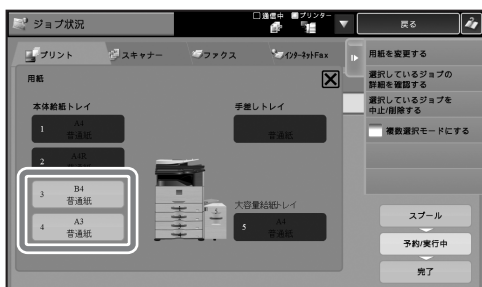 ジョブ状況
通信中
プリンター
戻る
プリント
スキャナー
ファクス
インターネットFax
用紙
本体給紙トレイ
手差しトレイ
1
A4
普通紙
普通紙
2
A4R
3
B4
普通紙
4
A3
普通紙
大容量給紙トレイ
5
A4
普通紙
用紙を変更する
選択しているジョブの
詳細を確認する
選択しているジョブを
中止/削除する
複数選択モードにする
スプール
予約/実行中
完了